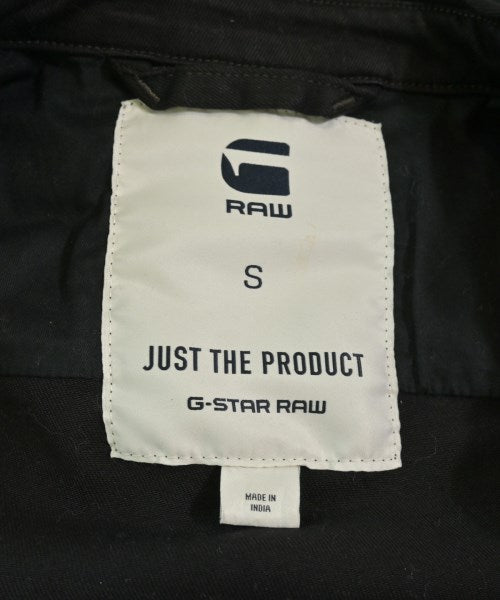 G
RAW
S
JUST THE PRODUCT
G-STAR RAW
MADE IN
INDIA